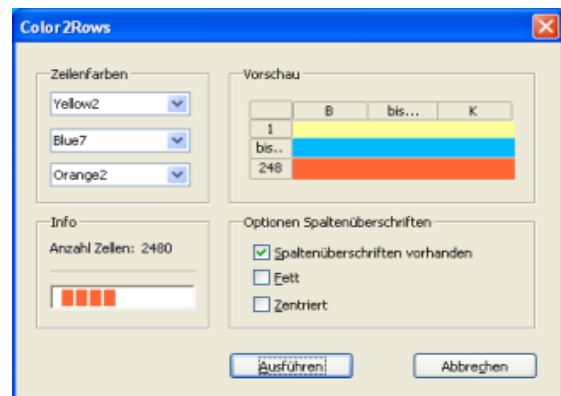 Color2Rows
Zeilenfarben
Yellow2
Blue7
Orange2
Vorschau
B bis... K
1
bis..
248
Info
Anzahl Zellen: 2480
Optionen Spaltenüberschriften
Spaltenüberschriften vorhanden
Fett
Zentriert
Ausführen
Abbrechen